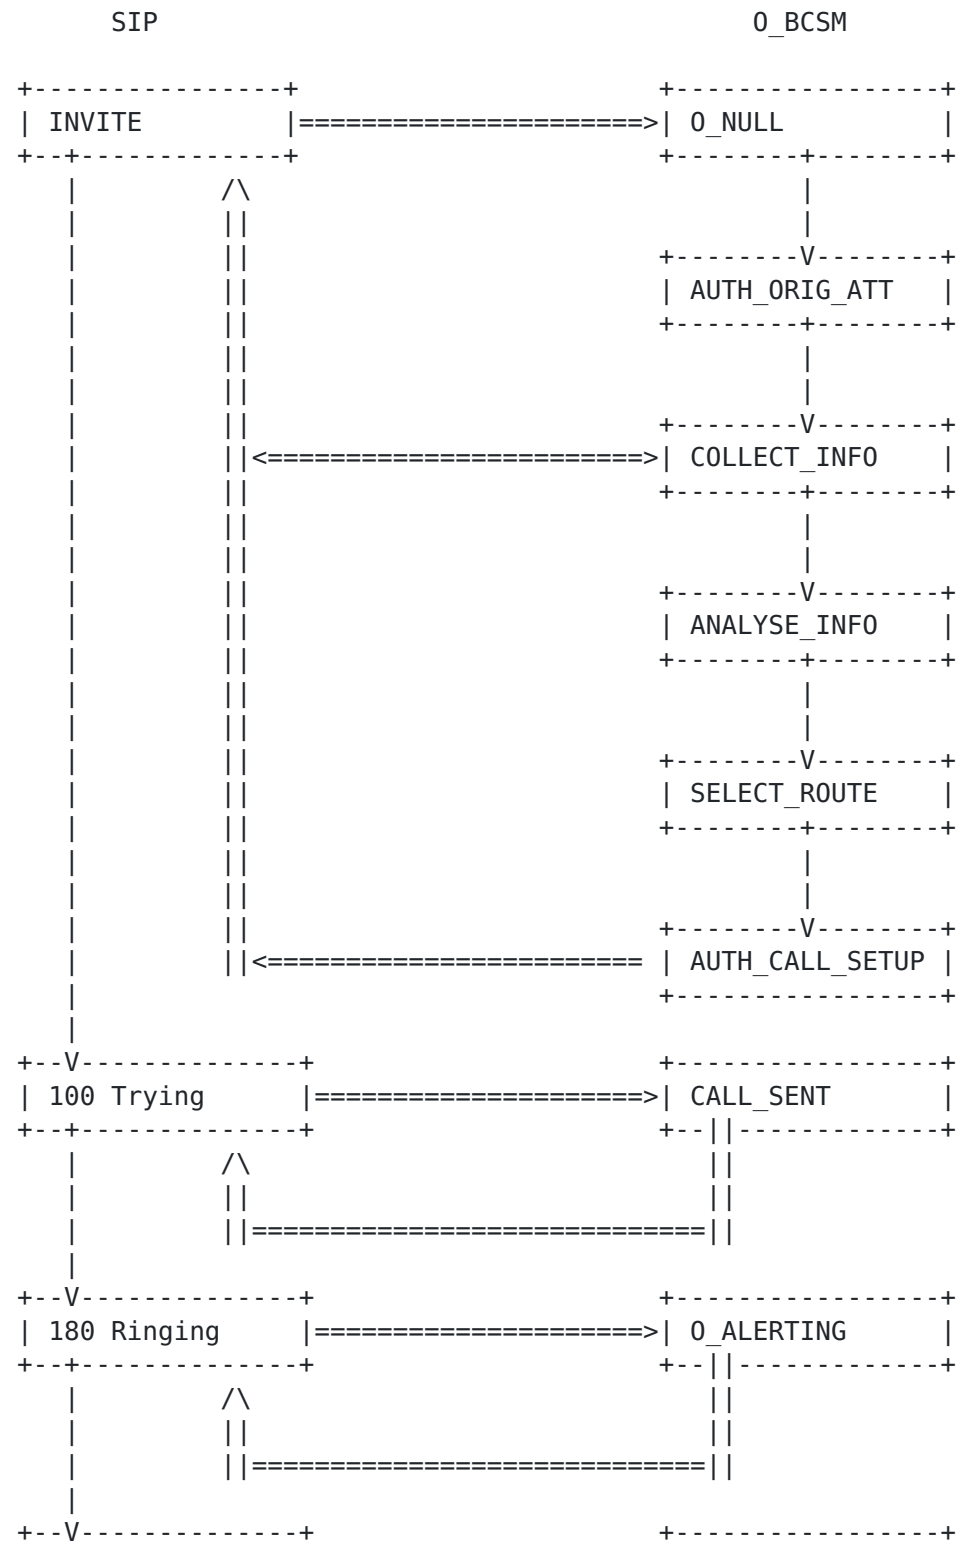 SIP O_BCSM
INVITE O_NULL
AUTH_ORIG_ATT
COLLECT_INFO
ANALYSE_INFO
SELECT_ROUTE
AUTH_CALL_SETUP
100 Trying CALL_SENT
180 Ringing O_ALERTING